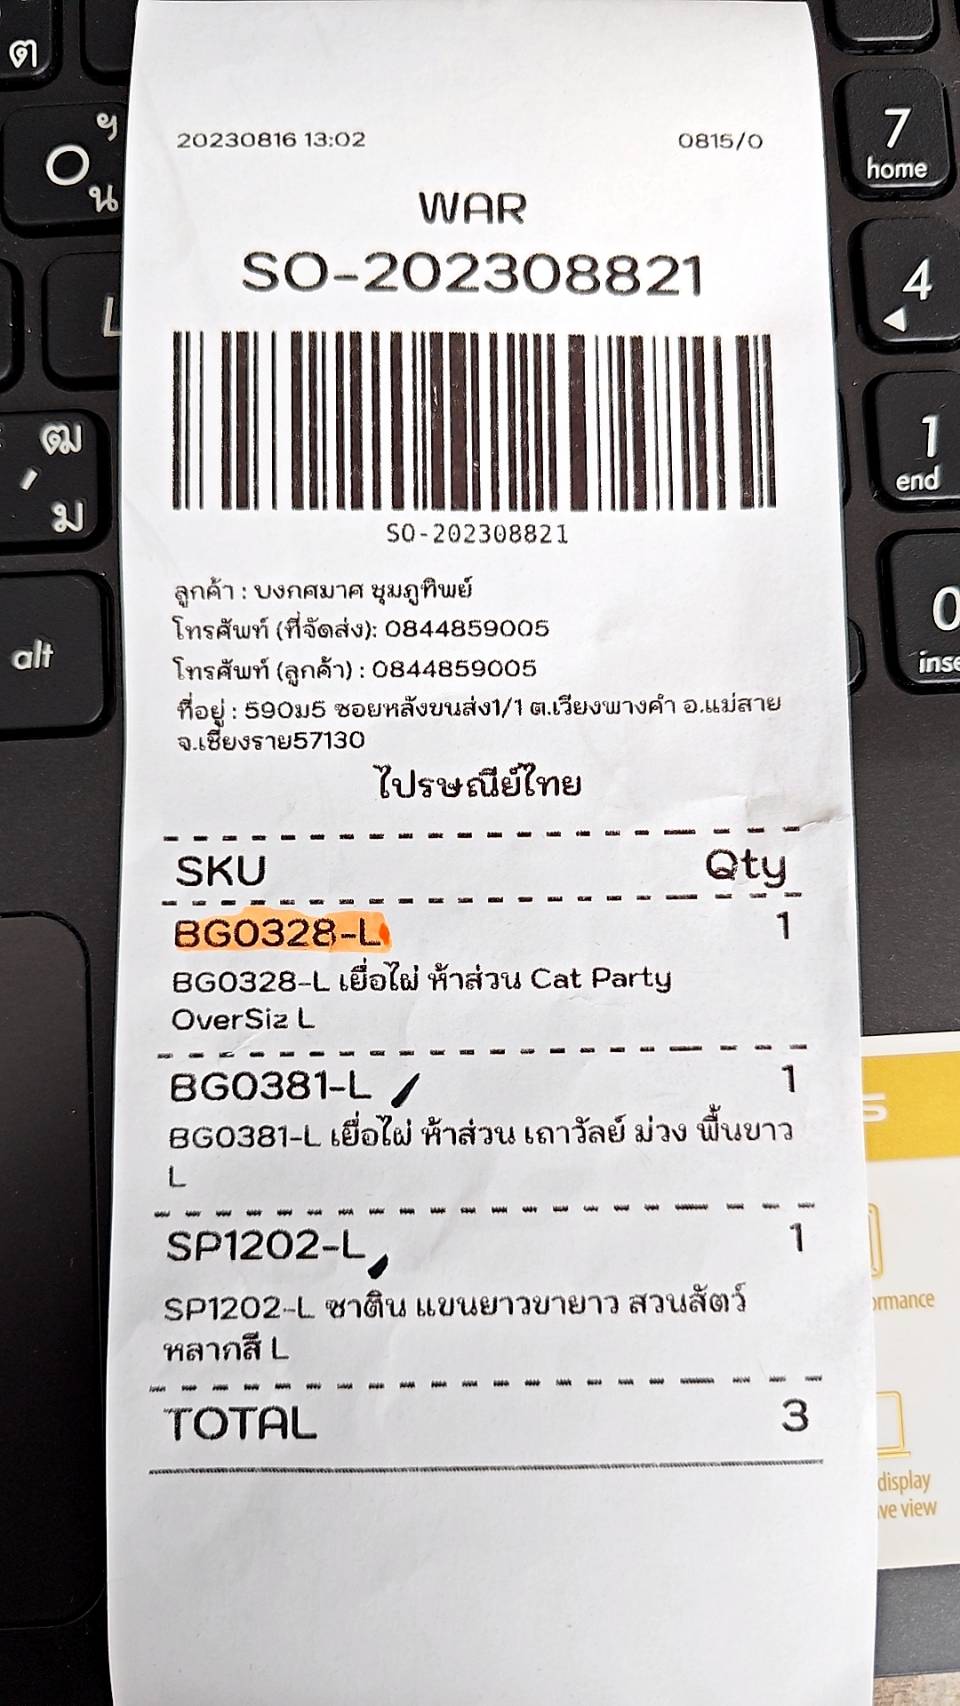 20230816 13:02 0815/0
WAR
SO-202308821
SO-202308821
ลูกค้า : บงกศมาศ ชุมภูทิพย์
โทรศัพท์ (ที่จัดส่ง): 0844859005
โทรศัพท์ (ลูกค้า) : 0844859005
ที่อยู่ : 590ม5 ซอยหลังขนส่ง1/1 ต.เวียงพางคำ อ.แม่สาย
จ.เชียงราย57130
ไปรษณีย์ไทย
SKU Qty
BG0328-L 1
BG0328-L เยื่อไผ่ ห้าส่วน Cat Party
OverSiz L
BG0381-L 1
BG0381-L เยื่อไผ่ ห้าส่วน เถาวัลย์ ม่วง พื้นขาว
L
SP1202-L 1
SP1202-L ซาติน แขนยาวขายาว สวนสัตว์
หลากสี L
TOTAL 3
ต
ฯ
น
ฒ
ม
alt
7
home
4
1
end
0
display
view